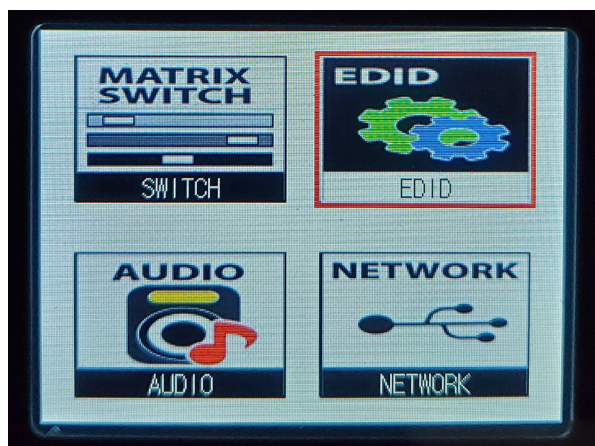 MATRIX
SWITCH
SWITCH
EDID
EDID
AUDIO
AUDIO
NETWORK
NETWORK